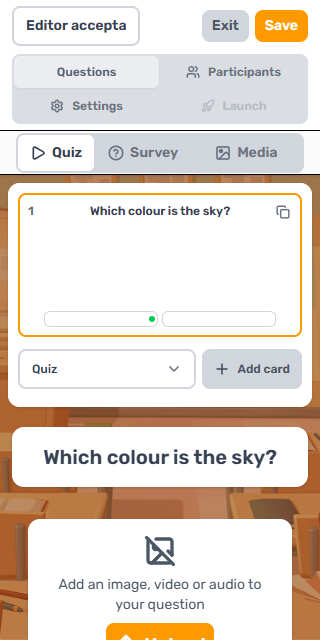 Editor accepta
Exit
Save
Questions
Participants
Settings
Launch
Quiz
Survey
Media
1
Which colour is the sky?
Quiz
Add card
Which colour is the sky?
Add an image, video or audio to
your question